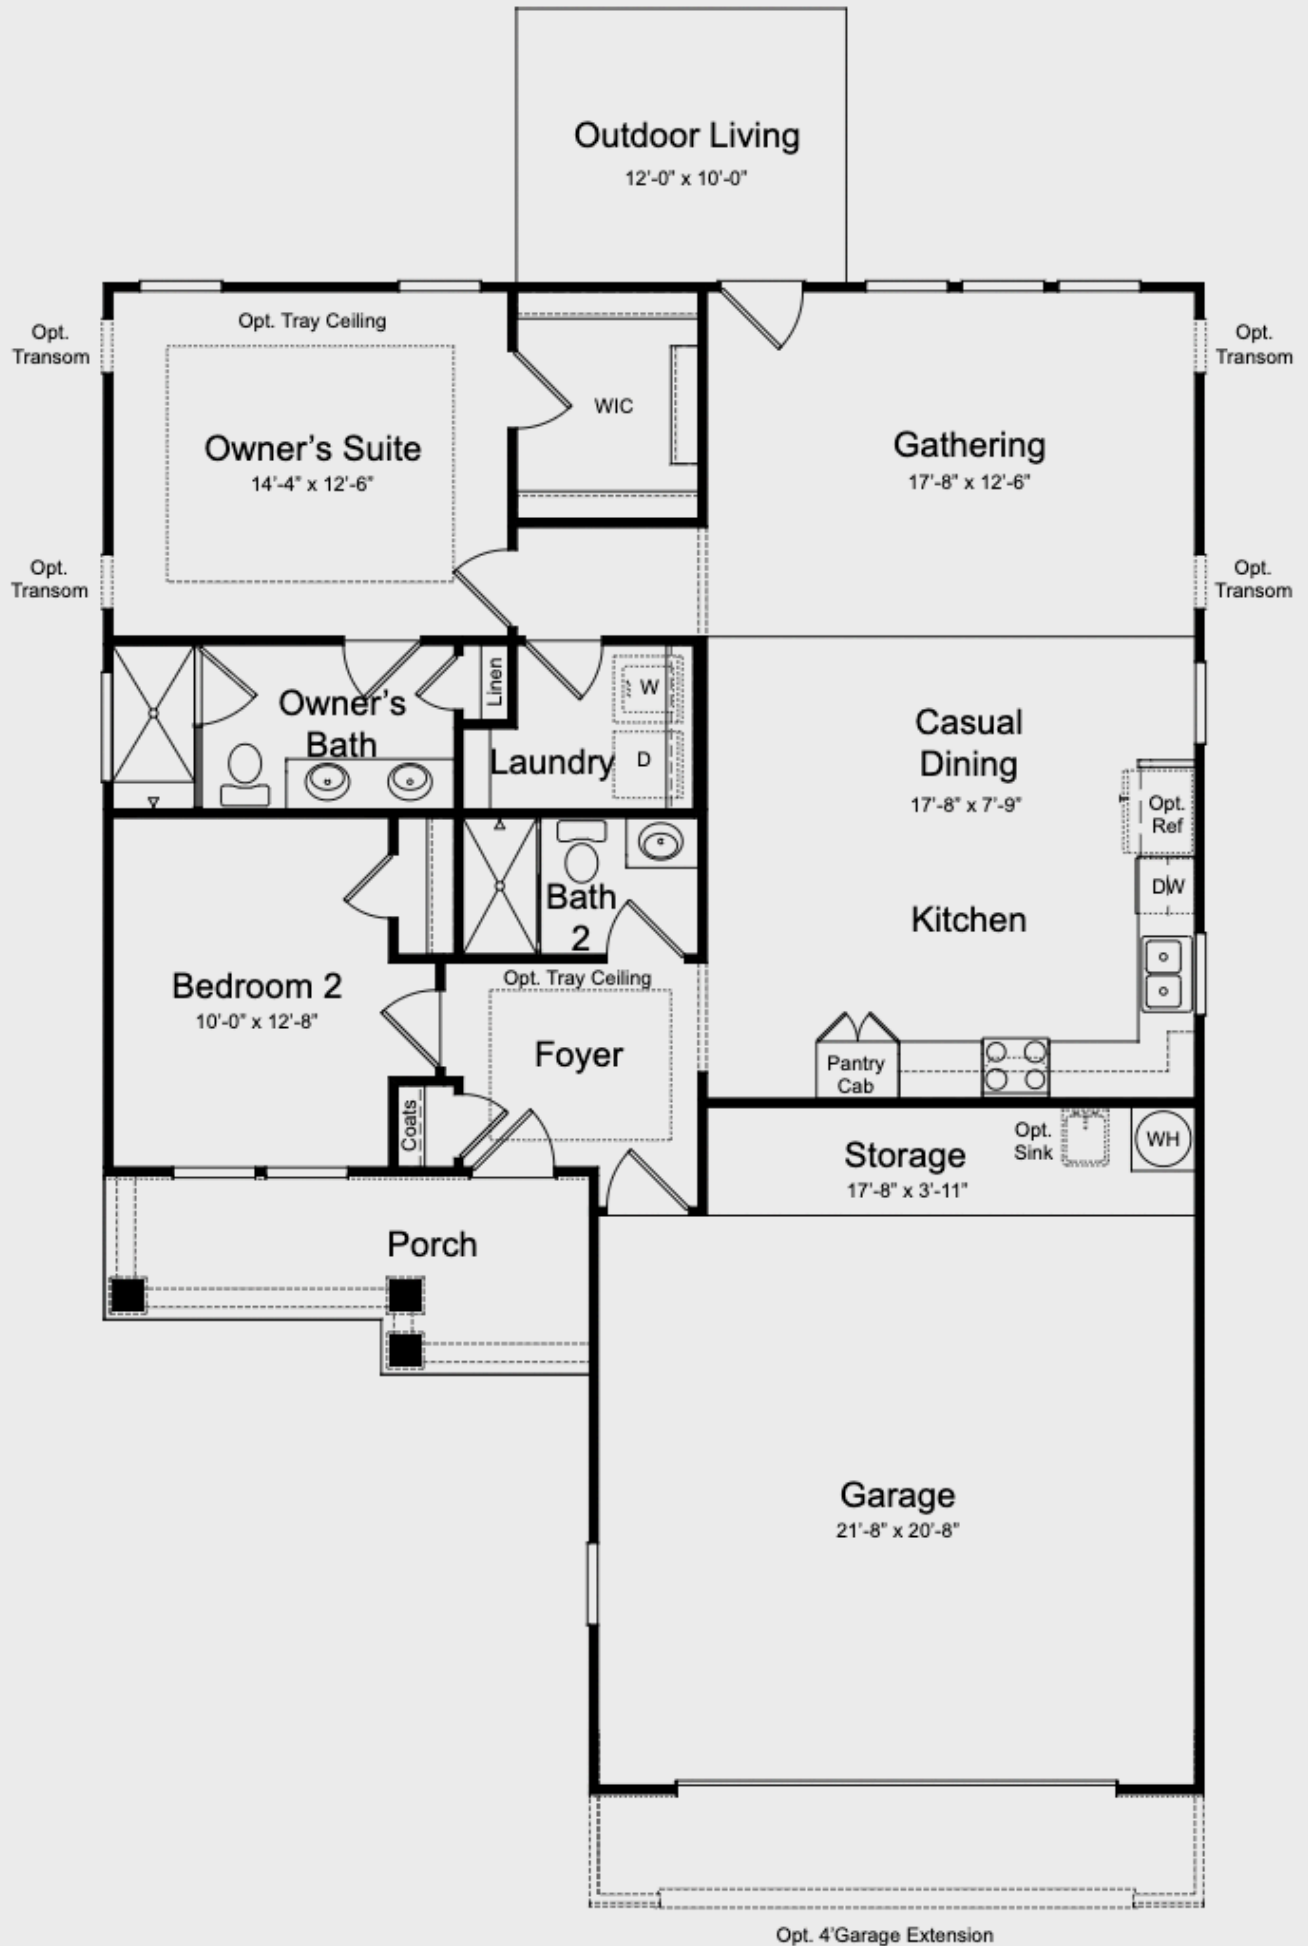 Outdoor Living
12'-0" x 10'-0"
Opt. Tray Ceiling
Opt.
Transom
Opt.
Transom
WIC
Owner's Suite
14'-4" x 12'-6"
Gathering
17'-8" x 12'-6"
Opt.
Transom
Opt.
Transom
Linen
W
Owner's
Bath
Laundry
D
Casual
Dining
17'-8" x 7'-9"
Opt.
Ref
DW
Bath
2
Kitchen
Opt. Tray Ceiling
Bedroom 2
10'-0" x 12'-8"
Foyer
Pantry
Cab
Coats
Opt.
Sink
WH
Storage
17'-8" x 3'-11"
Porch
Garage
21'-8" x 20'-8"
Opt. 4'Garage Extension